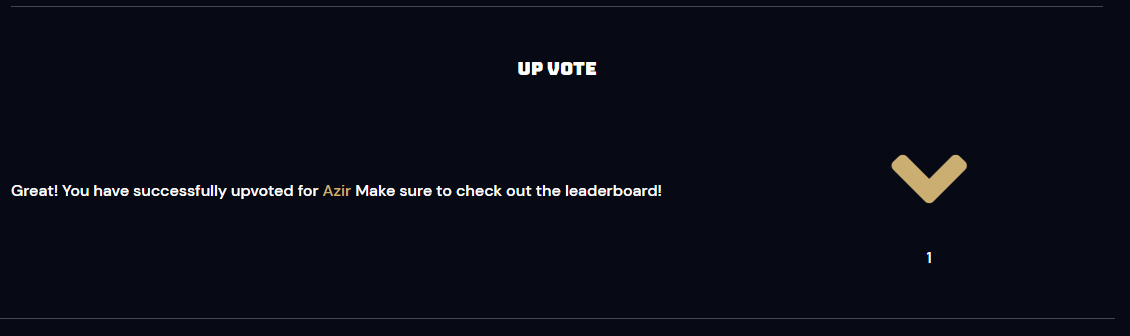 UP VOTE
Great! You have successfully upvoted for Azir Make sure to check out the leaderboard!
1